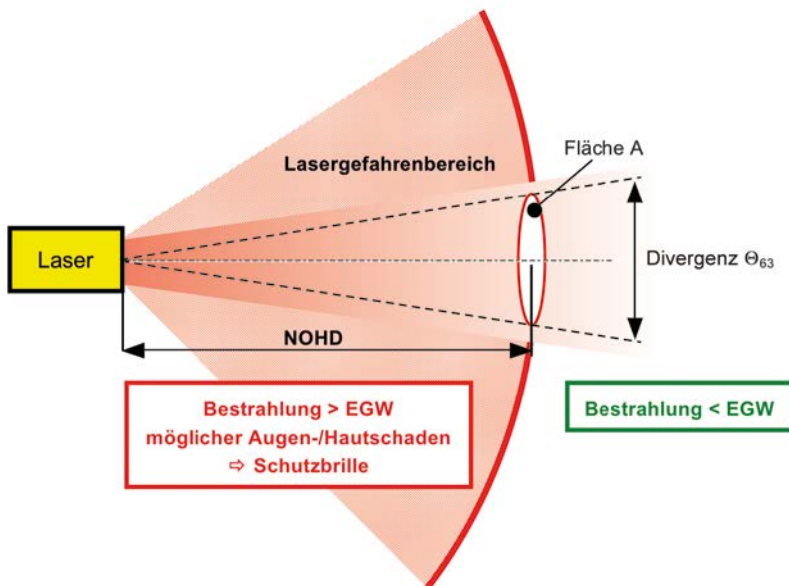 Fläche A
Lasergefahrenbereich
Laser
Divergenz Θ₆₃
NOHD
Bestrahlung > EGW
möglicher Augen-/Hautschaden
⇨ Schutzbrille
Bestrahlung < EGW